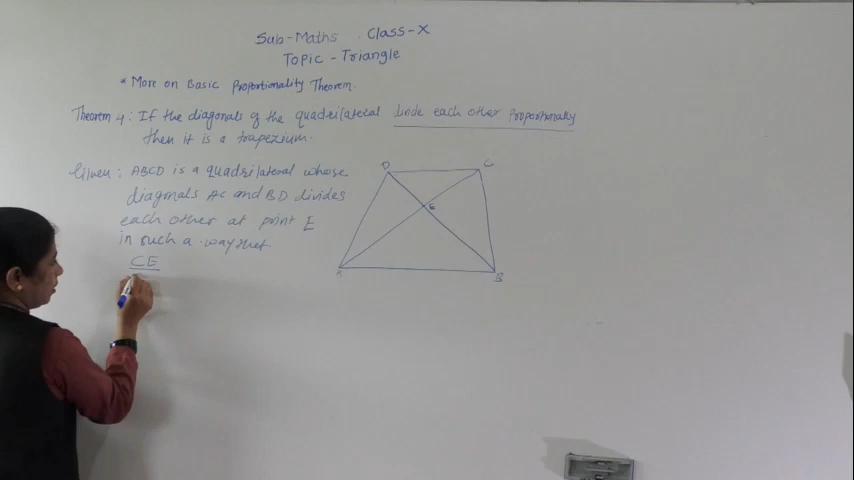 Sub-Maths . Class-X
Topic - Triangle
* More on Basic Proportionality Theorem.
Theorem 4: If the diagonals of the quadrilateral divide each other proportionally
then it is a trapezium.
Given: ABCD is a quadrilateral whose
diagonals AC and BD divides
each other at point E
in such a way that
CE
D
C
E
A
B